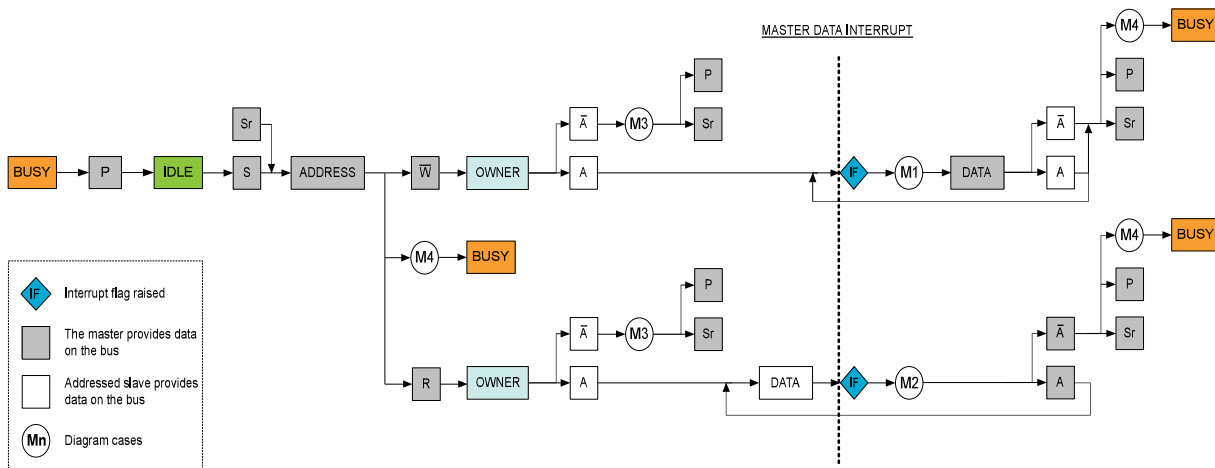 MASTER DATA INTERRUPT
M4
BUSY
P
P
Sr
A̅
M3
Sr
A̅
Sr
BUSY
P
IDLE
S
ADDRESS
W̅
OWNER
A
IF
M1
DATA
A
M4
BUSY
M4
BUSY
P
P
A̅
M3
Sr
A̅
Sr
R
OWNER
A
DATA
IF
M2
A
IF
Interrupt flag raised
The master provides data
on the bus
Addressed slave provides
data on the bus
Mn
Diagram cases